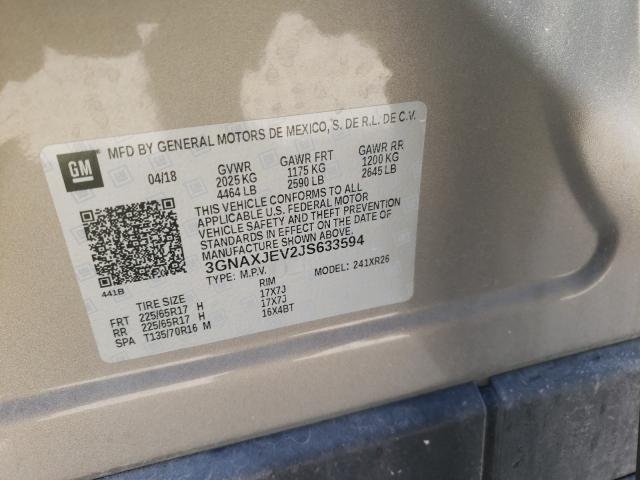 GM
MFD BY GENERAL MOTORS DE MEXICO, S. DE R.L. DE C.V.
04/18
GVWR
2025 KG
4464 LB
GAWR FRT
1175 KG
2590 LB
GAWR RR
1200 KG
2645 LB
THIS VEHICLE CONFORMS TO ALL
APPLICABLE U.S. FEDERAL MOTOR
VEHICLE SAFETY AND THEFT PREVENTION
STANDARDS IN EFFECT ON THE DATE OF
MANUFACTURE SHOWN ABOVE.
3GNAXJEV2JS633594
TYPE: M.P.V. MODEL: 241XR26
441B
TIRE SIZE RIM
FRT 225/65R17 H 17X7J
RR 225/65R17 H 17X7J
SPA T135/70R16 M 16X4BT